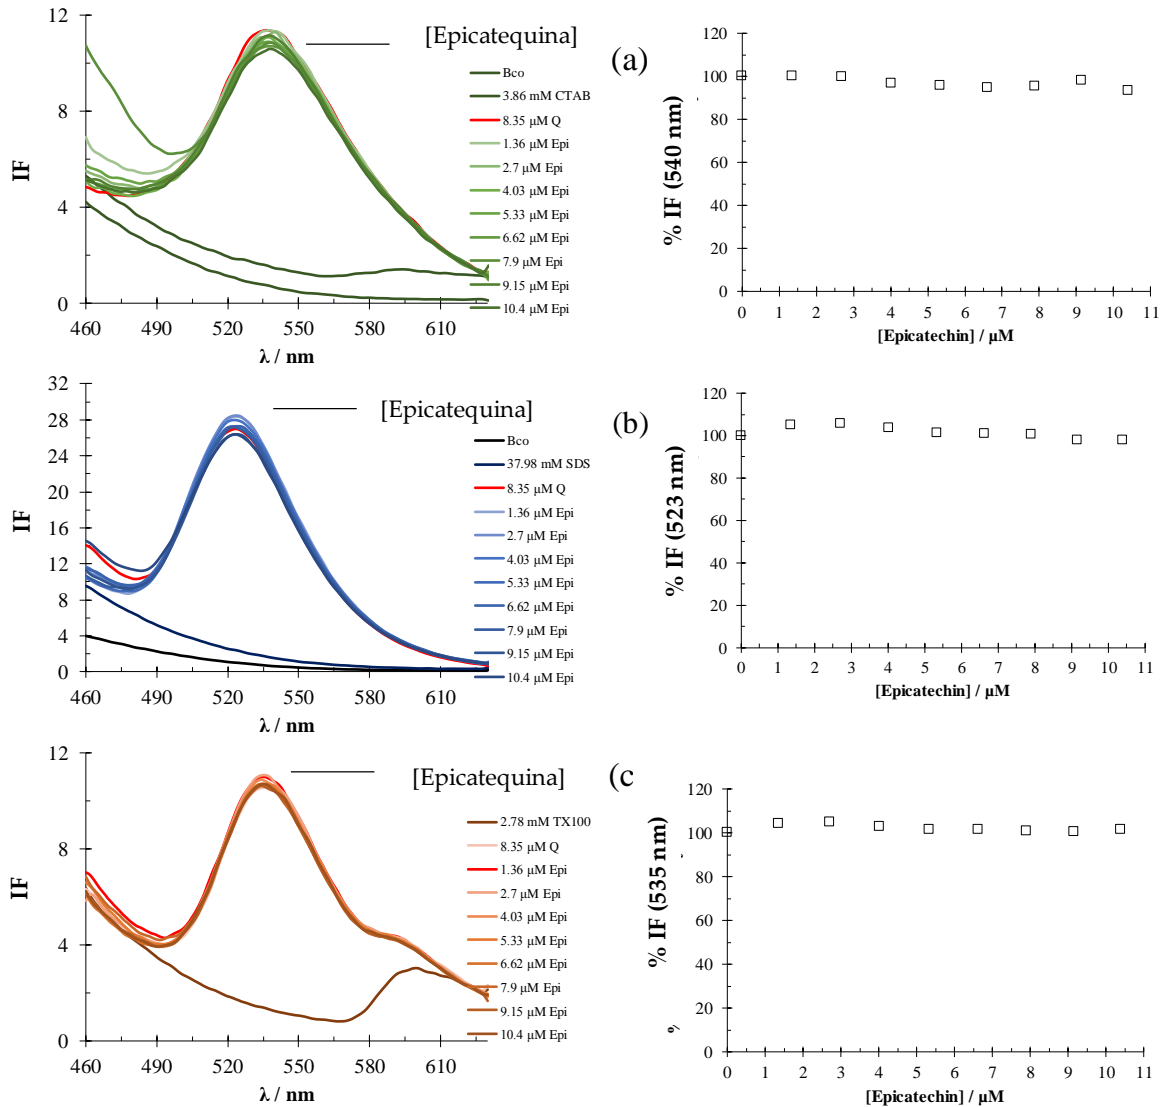 12
8
4
0
IF
460 490 520 550 580 610
λ / nm
[Epicatequina]
Bco
3.86 mM CTAB
8.35 µM Q
1.36 µM Epi
2.7 µM Epi
4.03 µM Epi
5.33 µM Epi
6.62 µM Epi
7.9 µM Epi
9.15 µM Epi
10.4 µM Epi
(a)
120
100
80
60
40
20
0
% IF (540 nm)
0 1 2 3 4 5 6 7 8 9 10 11
[Epicatechin] / µM
32
28
24
20
16
12
8
4
0
IF
460 490 520 550 580 610
λ / nm
[Epicatequina]
Bco
37.98 mM SDS
8.35 µM Q
1.36 µM Epi
2.7 µM Epi
4.03 µM Epi
5.33 µM Epi
6.62 µM Epi
7.9 µM Epi
9.15 µM Epi
10.4 µM Epi
(b)
120
100
80
60
40
20
0
% IF (523 nm)
0 1 2 3 4 5 6 7 8 9 10 11
[Epicatechin] / µM
12
8
4
0
IF
460 490 520 550 580 610
λ / nm
[Epicatequina]
2.78 mM TX100
8.35 µM Q
1.36 µM Epi
2.7 µM Epi
4.03 µM Epi
5.33 µM Epi
6.62 µM Epi
7.9 µM Epi
9.15 µM Epi
10.4 µM Epi
(c
120
100
80
60
40
20
0
% IF (535 nm)
%
0 1 2 3 4 5 6 7 8 9 10 11
[Epicatechin] / µM